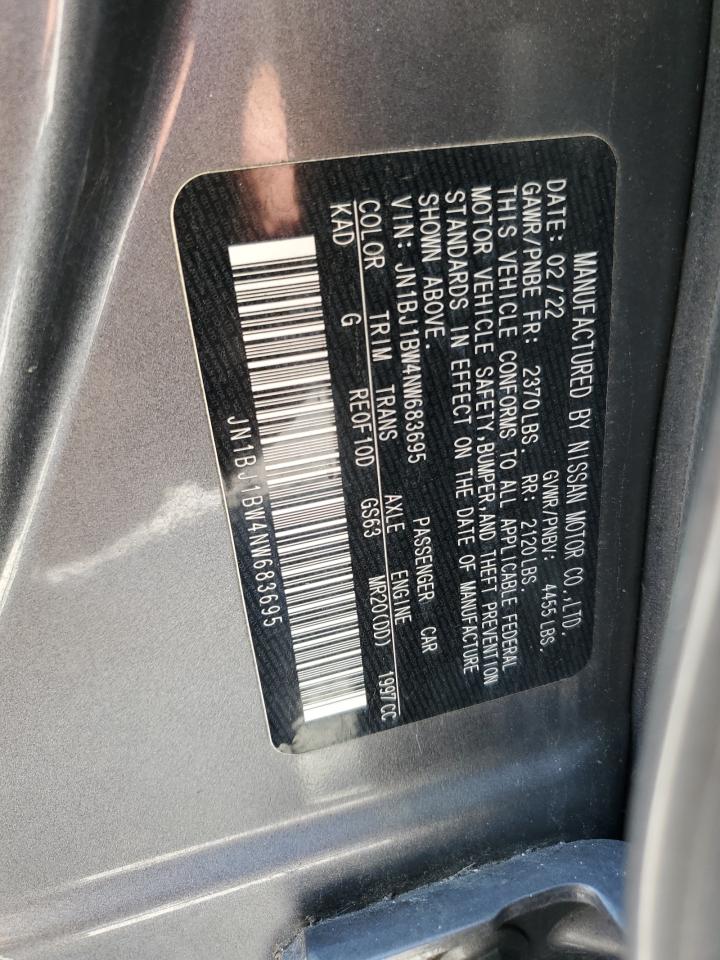 MANUFACTURED BY NISSAN MOTOR CO.,LTD.
DATE: 02/22 GVWR/PNBV: 4455LBS.
GAWR/PNBE FR: 2370LBS. RR: 2120LBS.
THIS VEHICLE CONFORMS TO ALL APPLICABLE FEDERAL
MOTOR VEHICLE SAFETY,BUMPER,AND THEFT PREVENTION
STANDARDS IN EFFECT ON THE DATE OF MANUFACTURE
SHOWN ABOVE.
VIN: JN1BJ1BW4NW683695 PASSENGER CAR
COLOR TRIM TRANS AXLE ENGINE
KAD G RE0F10D GS63 MR20(DD) 1997CC
JN1BJ1BW4NW683695